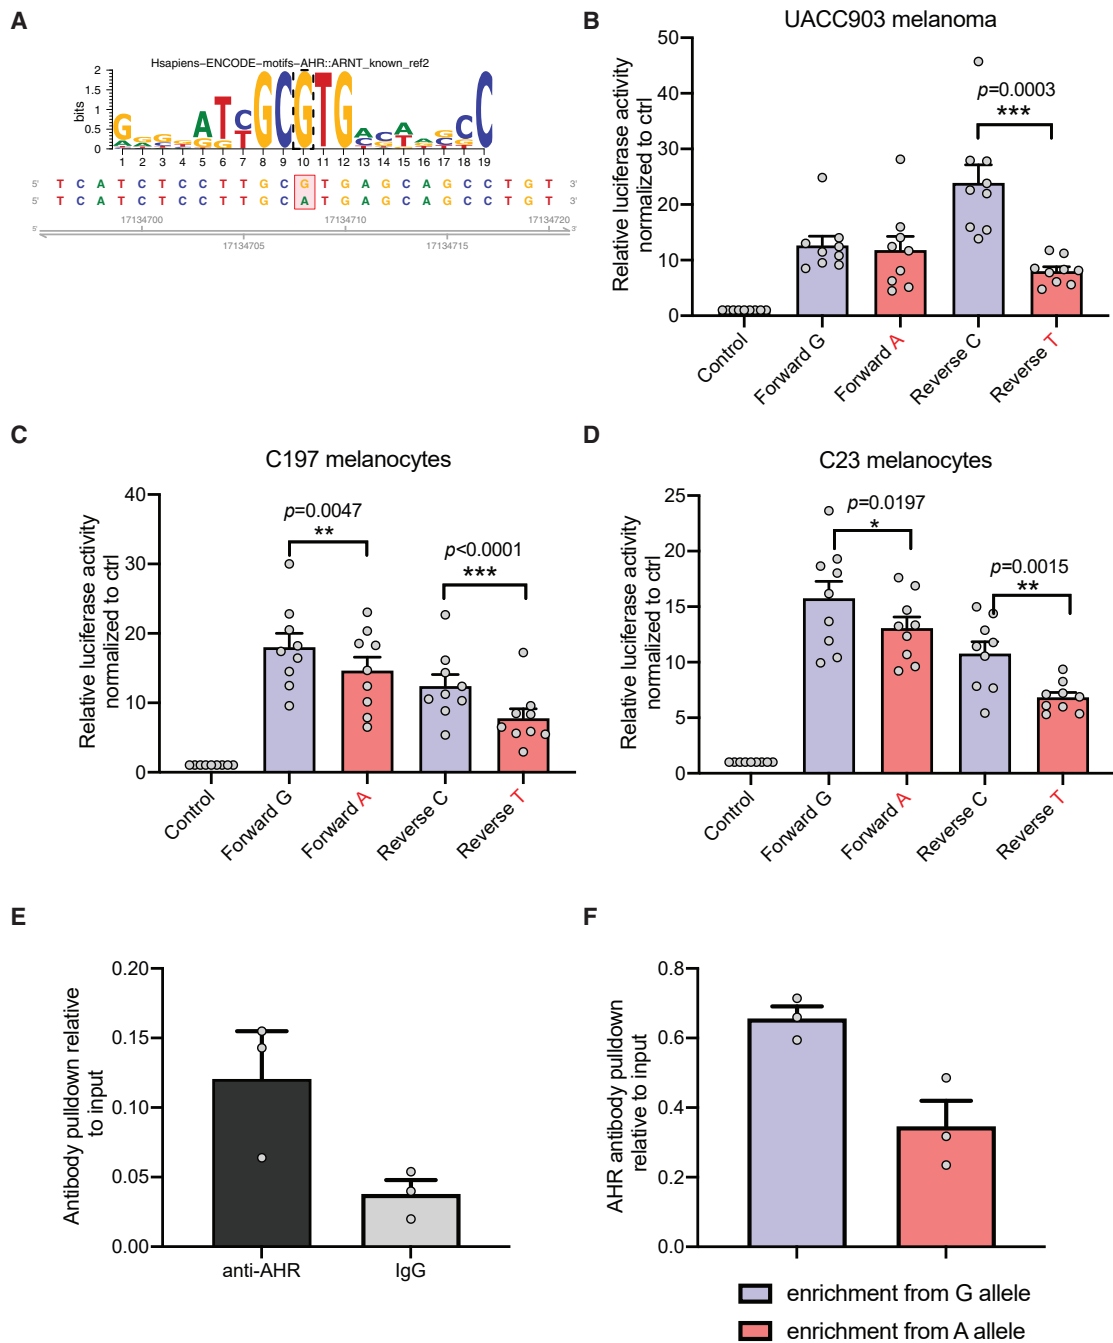 A
Hsapiens−ENCODE−motifs−AHR::ARNT_known_ref2
bits
2
1.5
1
0.5
0
1 2 3 4 5 6 7 8 9 10 11 12 13 14 15 16 17 18 19
5' T C A T C T C C T T G C G T G A G C A G C C T G T 3'
5' T C A T C T C C T T G C A T G A G C A G C C T G T 3'
17134700 17134710 17134720
5' 3'
17134705 17134715
B
UACC903 melanoma
Relative luciferase activity
normalized to ctrl
50
40
30
20
10
0
p=0.0003
***
Control
Forward G
Forward A
Reverse C
Reverse T
C
C197 melanocytes
Relative luciferase activity
normalized to ctrl
40
30
20
10
0
p=0.0047
**
p<0.0001
***
Control
Forward G
Forward A
Reverse C
Reverse T
D
C23 melanocytes
Relative luciferase activity
normalized to ctrl
25
20
15
10
5
0
p=0.0197
*
p=0.0015
**
Control
Forward G
Forward A
Reverse C
Reverse T
E
Antibody pulldown relative
to input
0.20
0.15
0.10
0.05
0.00
anti-AHR
IgG
F
AHR antibody pulldown
relative to input
0.8
0.6
0.4
0.2
0.0
enrichment from G allele
enrichment from A allele